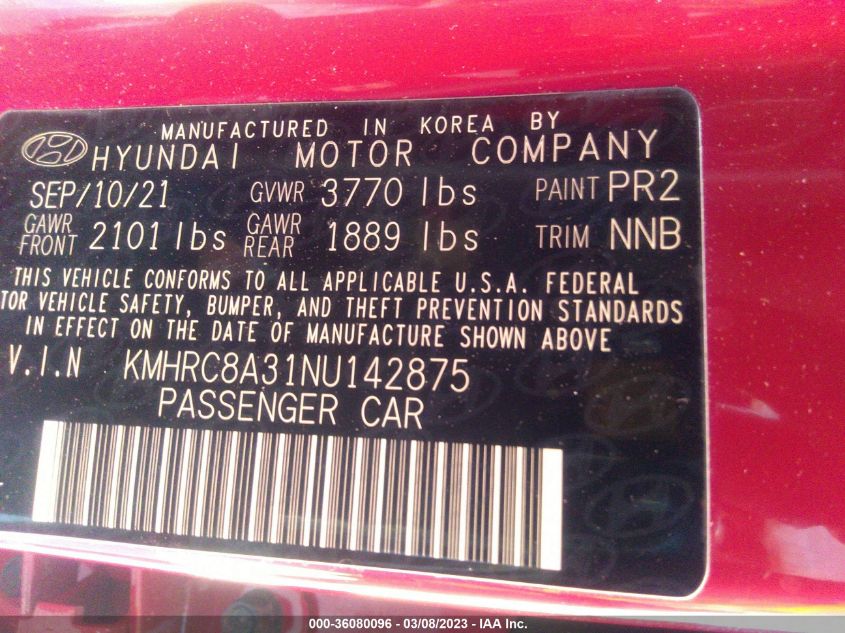 MANUFACTURED IN KOREA BY
HYUNDAI MOTOR COMPANY
SEP/10/21 GVWR 3770 lbs PAINT PR2
GAWR FRONT 2101 lbs GAWR REAR 1889 lbs TRIM NNB
THIS VEHICLE CONFORMS TO ALL APPLICABLE U.S.A. FEDERAL
TOR VEHICLE SAFETY, BUMPER, AND THEFT PREVENTION STANDARDS
IN EFFECT ON THE DATE OF MANUFACTURE SHOWN ABOVE
V.I.N KMHRC8A31NU142875
PASSENGER CAR
000-36080096 - 03/08/2023 - IAA Inc.